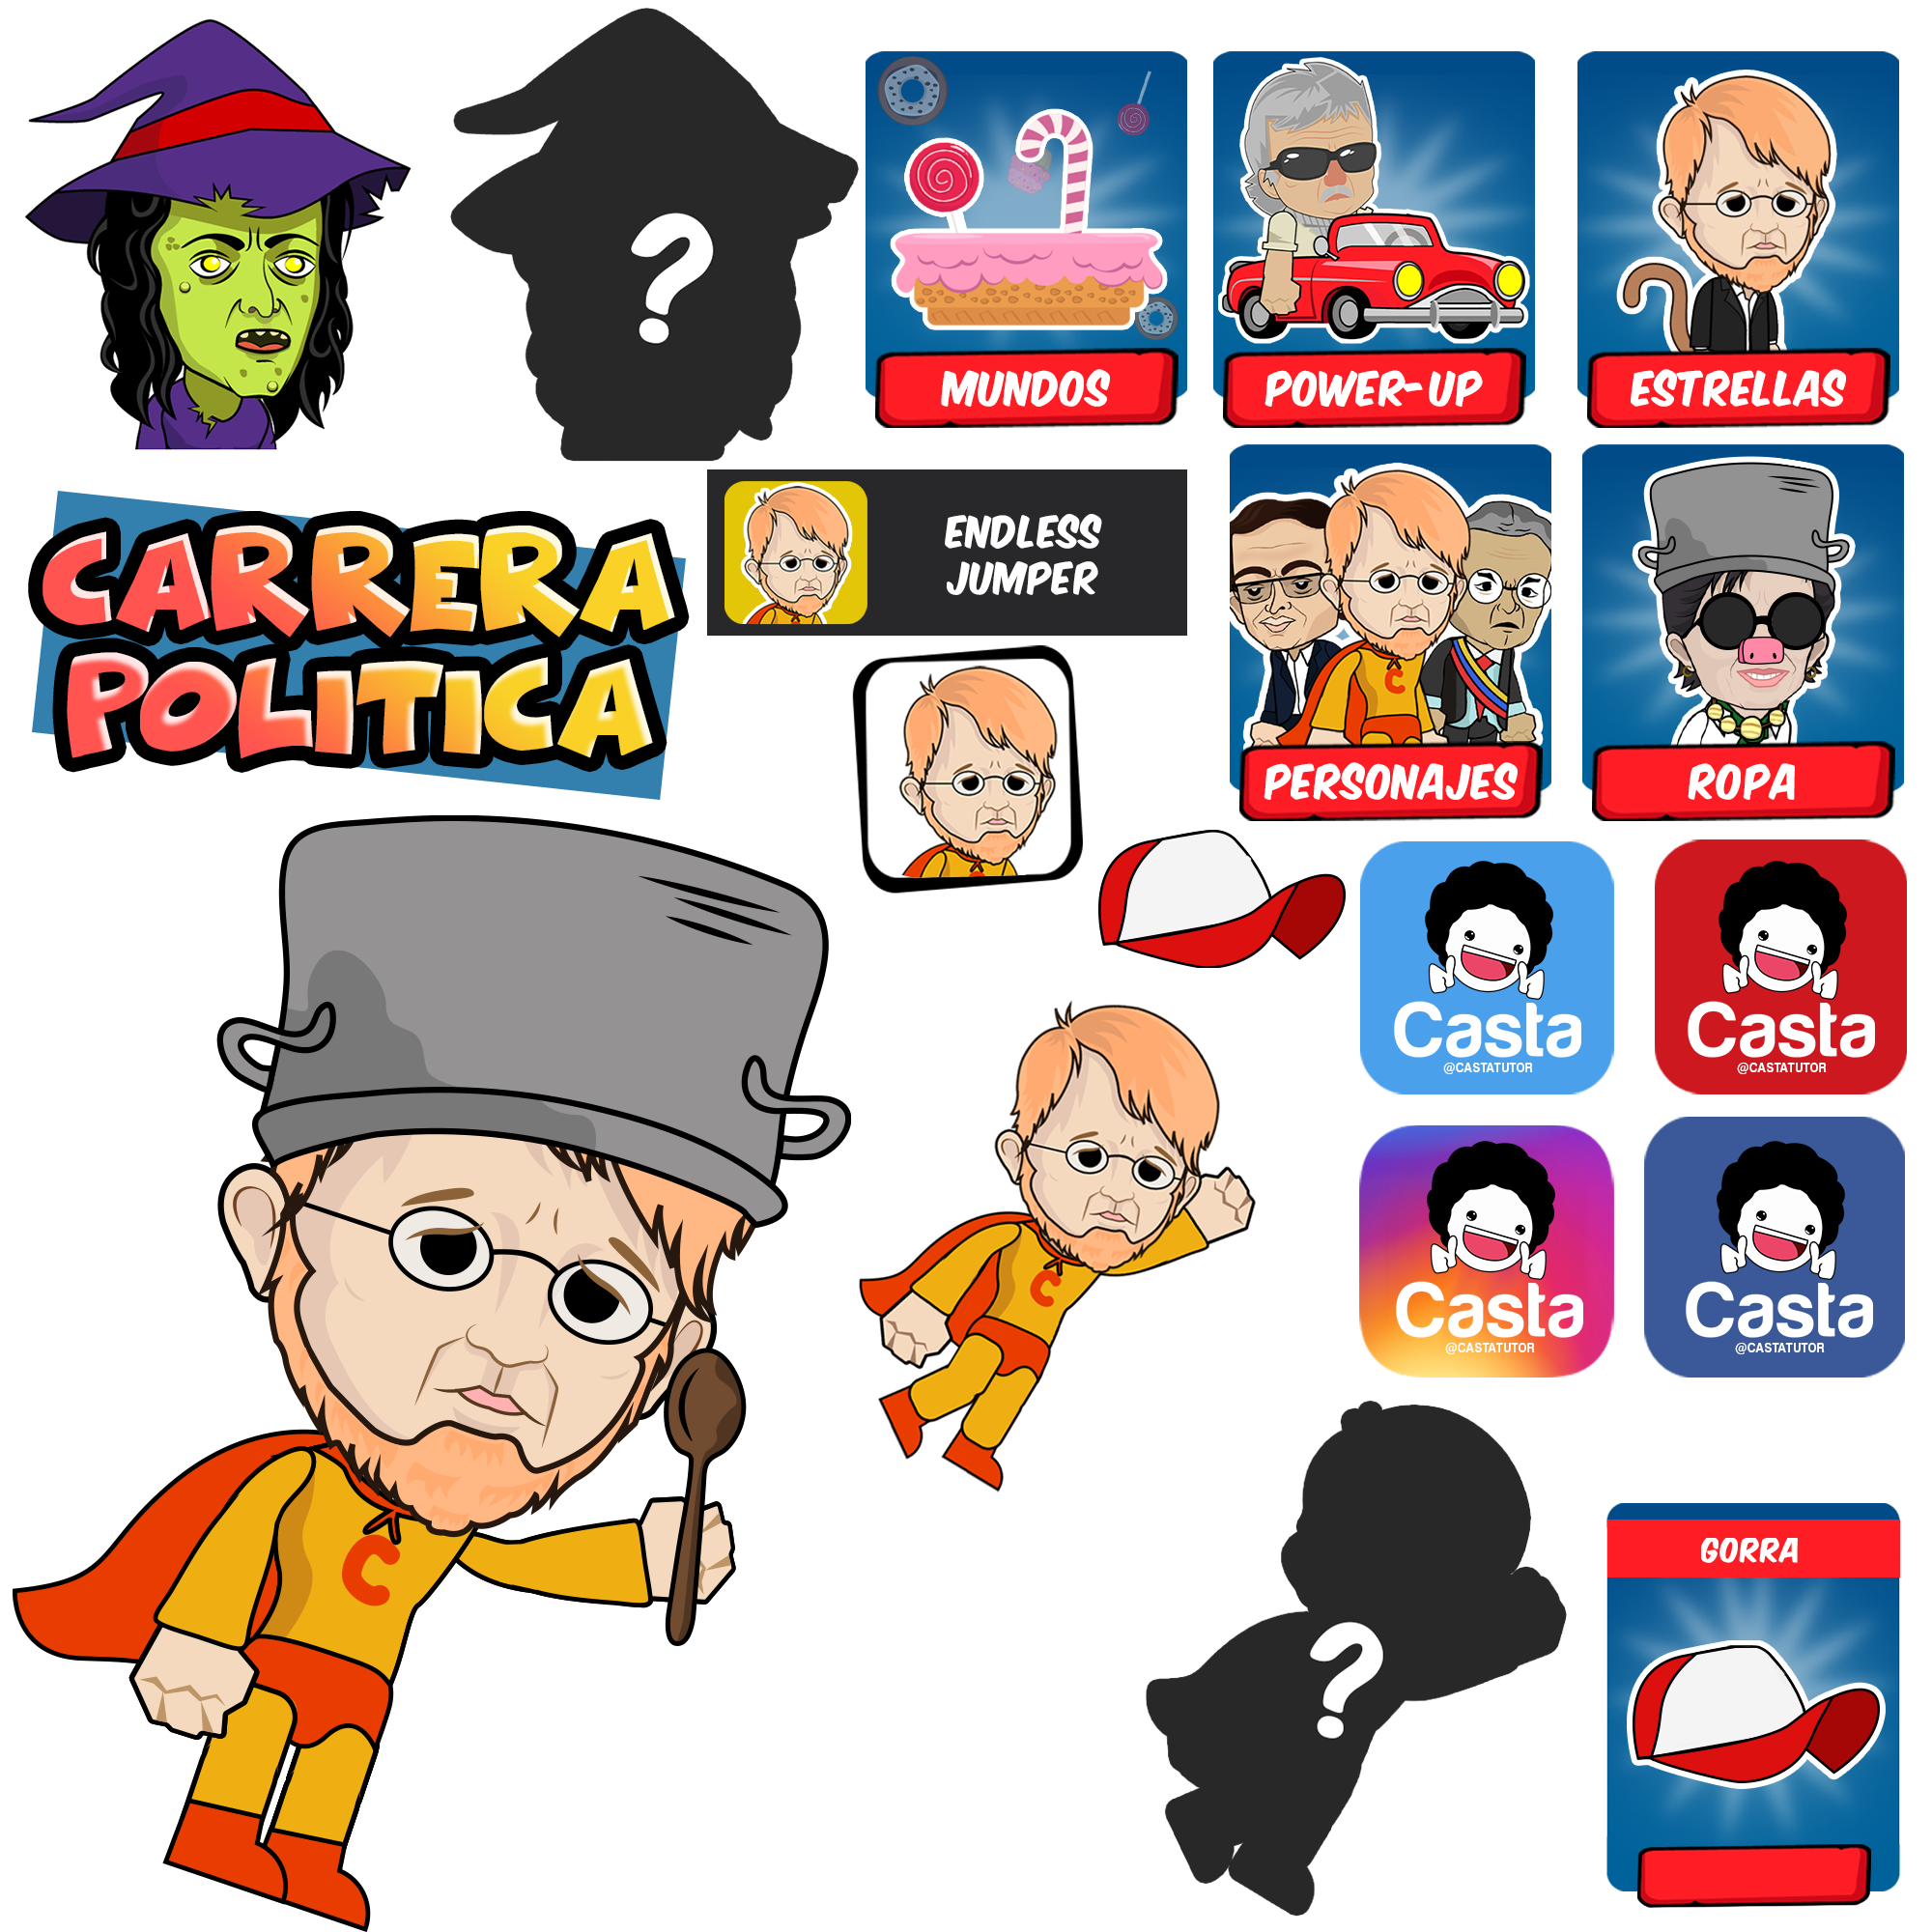 ?
MUNDOS
POWER-UP
ESTRELLAS
CARRERA
POLITICA
ENDLESS
JUMPER
C
PERSONAJES
ROPA
Casta
@CASTATUTOR
Casta
@CASTATUTOR
C
Casta
@CASTATUTOR
Casta
@CASTATUTOR
C
?
GORRA